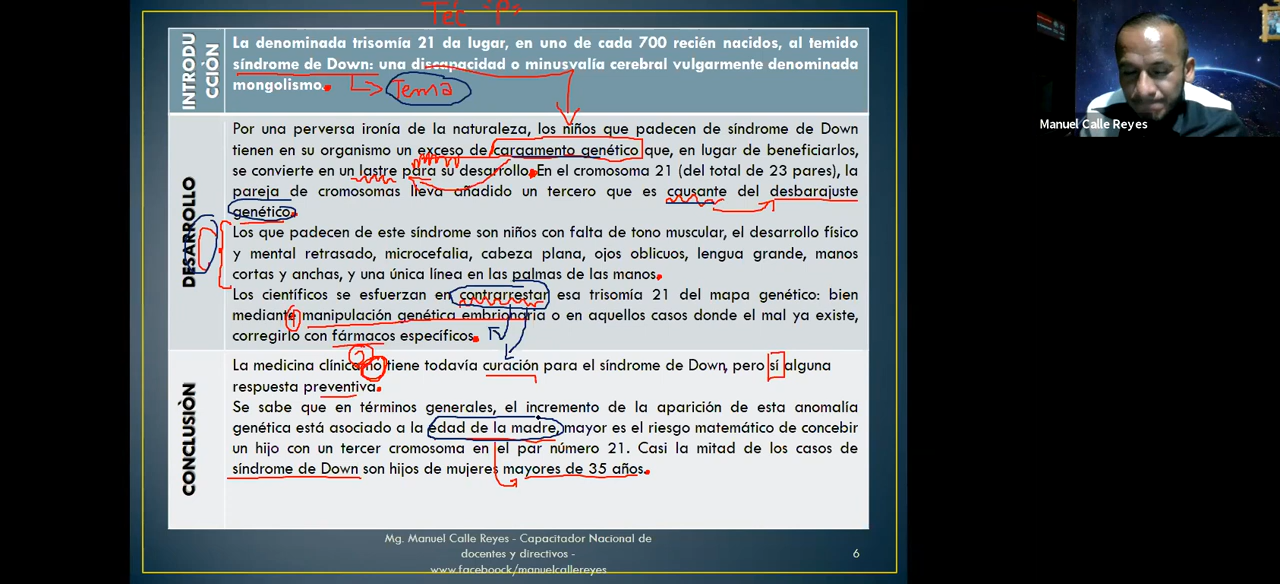 INTRODU
CCIÓN
La denominada trisomía 21 da lugar, en uno de cada 700 recién nacidos, al temido
síndrome de Down: una discapacidad o minusvalía cerebral vulgarmente denominada
mongolismo.
Tema
DESARROLLO
Por una perversa ironía de la naturaleza, los niños que padecen de síndrome de Down
tienen en su organismo un exceso de cargamento genético que, en lugar de beneficiarlos,
se convierte en un lastre para su desarrollo. En el cromosoma 21 (del total de 23 pares), la
pareja de cromosomas lleva añadido un tercero que es causante del desbarajuste
genético.
Los que padecen de este síndrome son niños con falta de tono muscular, el desarrollo físico
y mental retrasado, microcefalia, cabeza plana, ojos oblicuos, lengua grande, manos
cortas y anchas, y una única línea en las palmas de las manos.
Los científicos se esfuerzan en contrarrestar esa trisomía 21 del mapa genético: bien
mediante manipulación genética embrionaria o en aquellos casos donde el mal ya existe,
corregirlo con fármacos específicos.
CONCLUSIÒN
La medicina clínica no tiene todavía curación para el síndrome de Down, pero sí alguna
respuesta preventiva.
Se sabe que en términos generales, el incremento de la aparición de esta anomalía
genética está asociado a la edad de la madre, mayor es el riesgo matemático de concebir
un hijo con un tercer cromosoma en el par número 21. Casi la mitad de los casos de
síndrome de Down son hijos de mujeres mayores de 35 años.
Mg. Manuel Calle Reyes - Capacitador Nacional de
docentes y directivos -
www.faceboock/manuelcallereyes
6
Manuel Calle Reyes